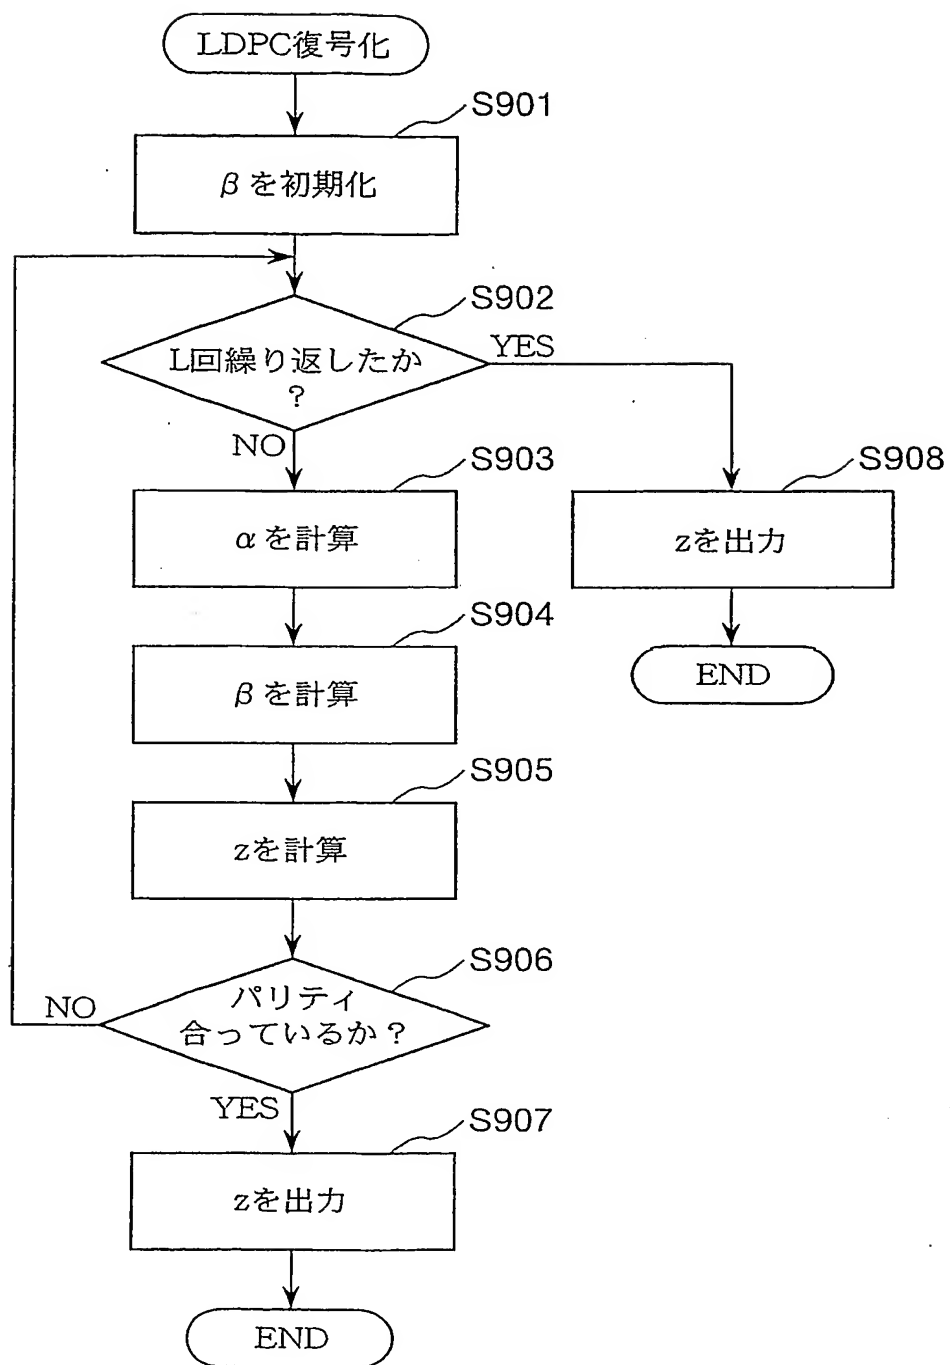 LDPC復号化
S901
βを初期化
S902
L回繰り返したか
?
YES
NO
S903
αを計算
S908
zを出力
S904
βを計算
END
S905
zを計算
S906
パリティ
合っているか?
NO
YES
S907
zを出力
END